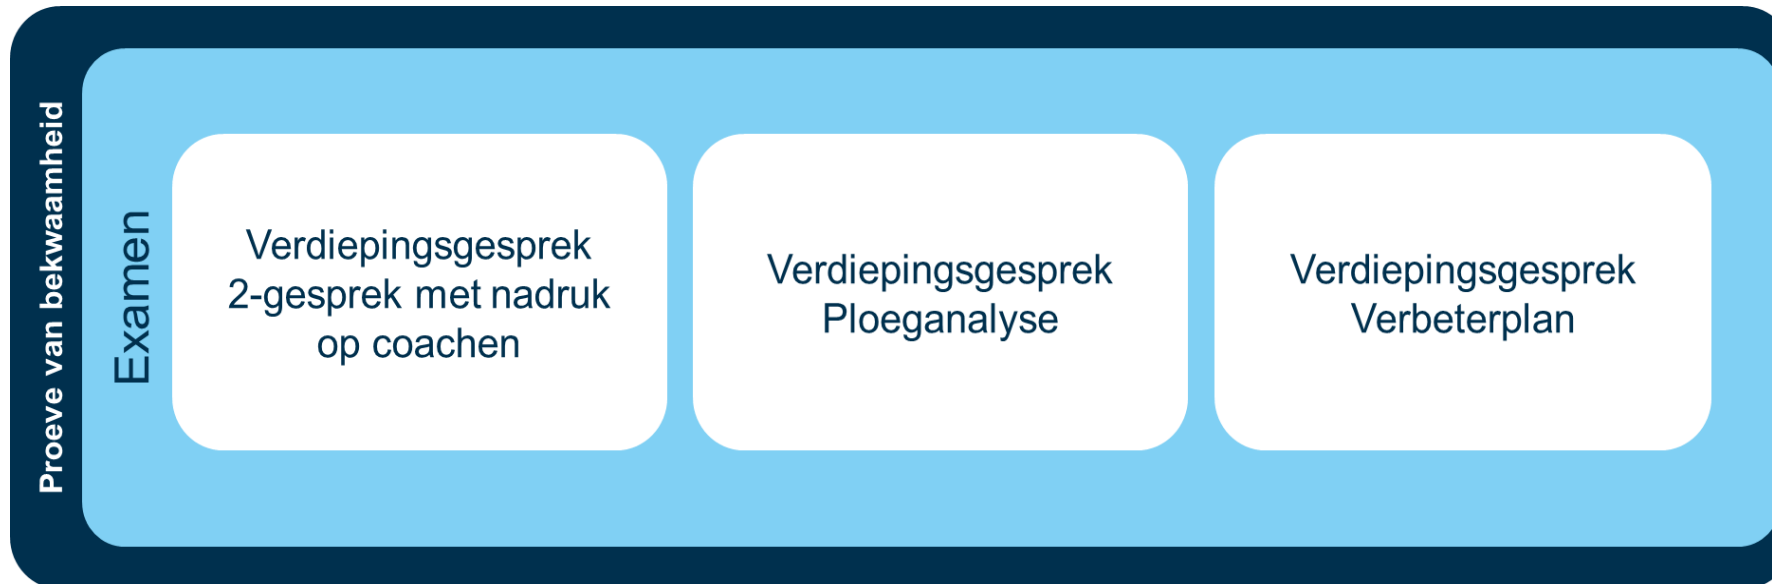 Proeve van bekwaamheid
Examen
Verdiepingsgesprek
2-gesprek met nadruk
op coachen
Verdiepingsgesprek
Ploeganalyse
Verdiepingsgesprek
Verbeterplan